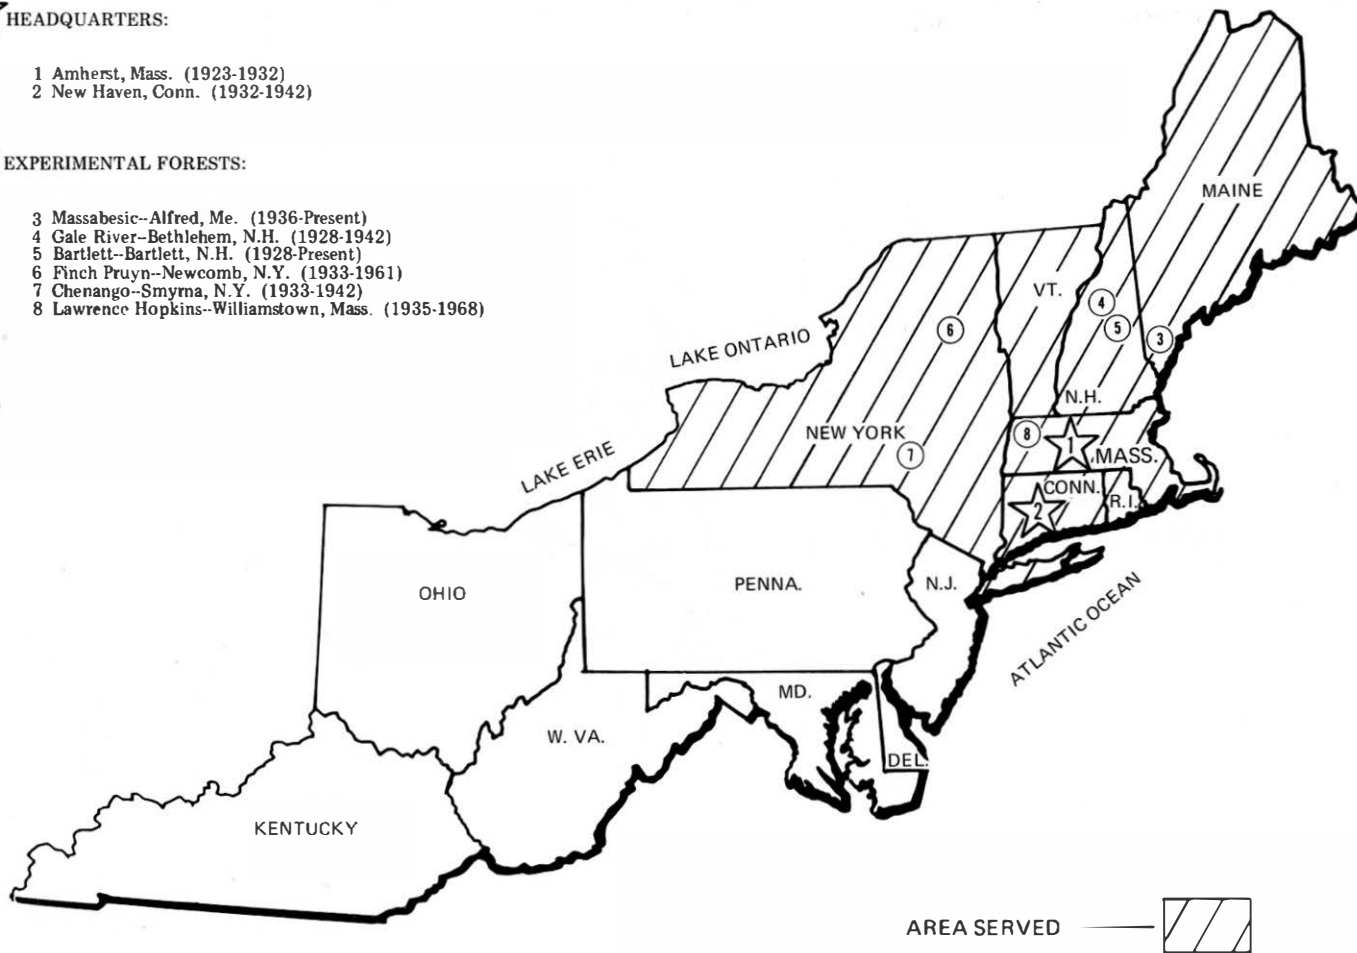 HEADQUARTERS:
1 Amherst, Mass. (1923-1932)
2 New Haven, Conn. (1932-1942)
EXPERIMENTAL FORESTS:
3 Massabesic--Alfred, Me. (1936-Present)
4 Gale River--Bethlehem, N.H. (1928-1942)
5 Bartlett--Bartlett, N.H. (1928-Present)
6 Finch Pruyn--Newcomb, N.Y. (1933-1961)
7 Chenango--Smyrna, N.Y. (1933-1942)
8 Lawrence Hopkins--Williamstown, Mass. (1935-1968)
MAINE
VT.
4
5
6
3
LAKE ONTARIO
N.H.
NEW YORK
7
8
1
MASS.
LAKE ERIE
CONN.
R.I.
2
OHIO
PENNA.
N.J.
ATLANTIC OCEAN
MD.
W. VA.
DEL.
KENTUCKY
AREA SERVED